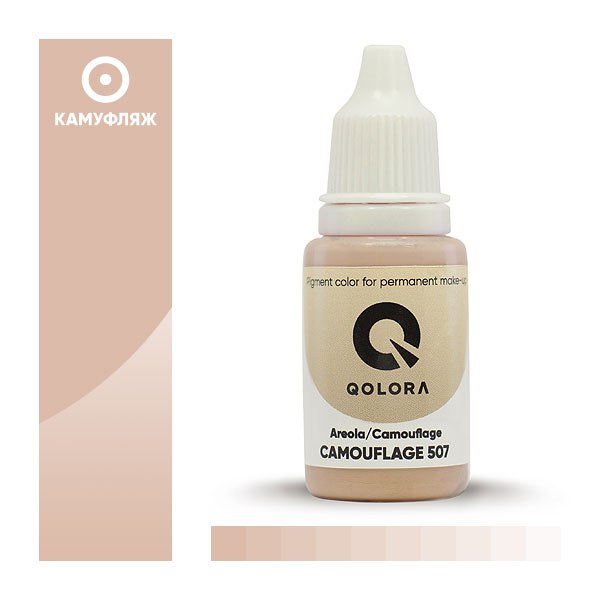 КАМУФЛЯЖ
Pigment color for permanent make-up
QOLORA
Areola/Camouflage
CAMOUFLAGE 507